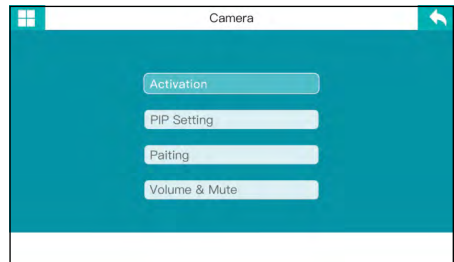 Camera
Activation
PIP Setting
Paiting
Volume & Mute